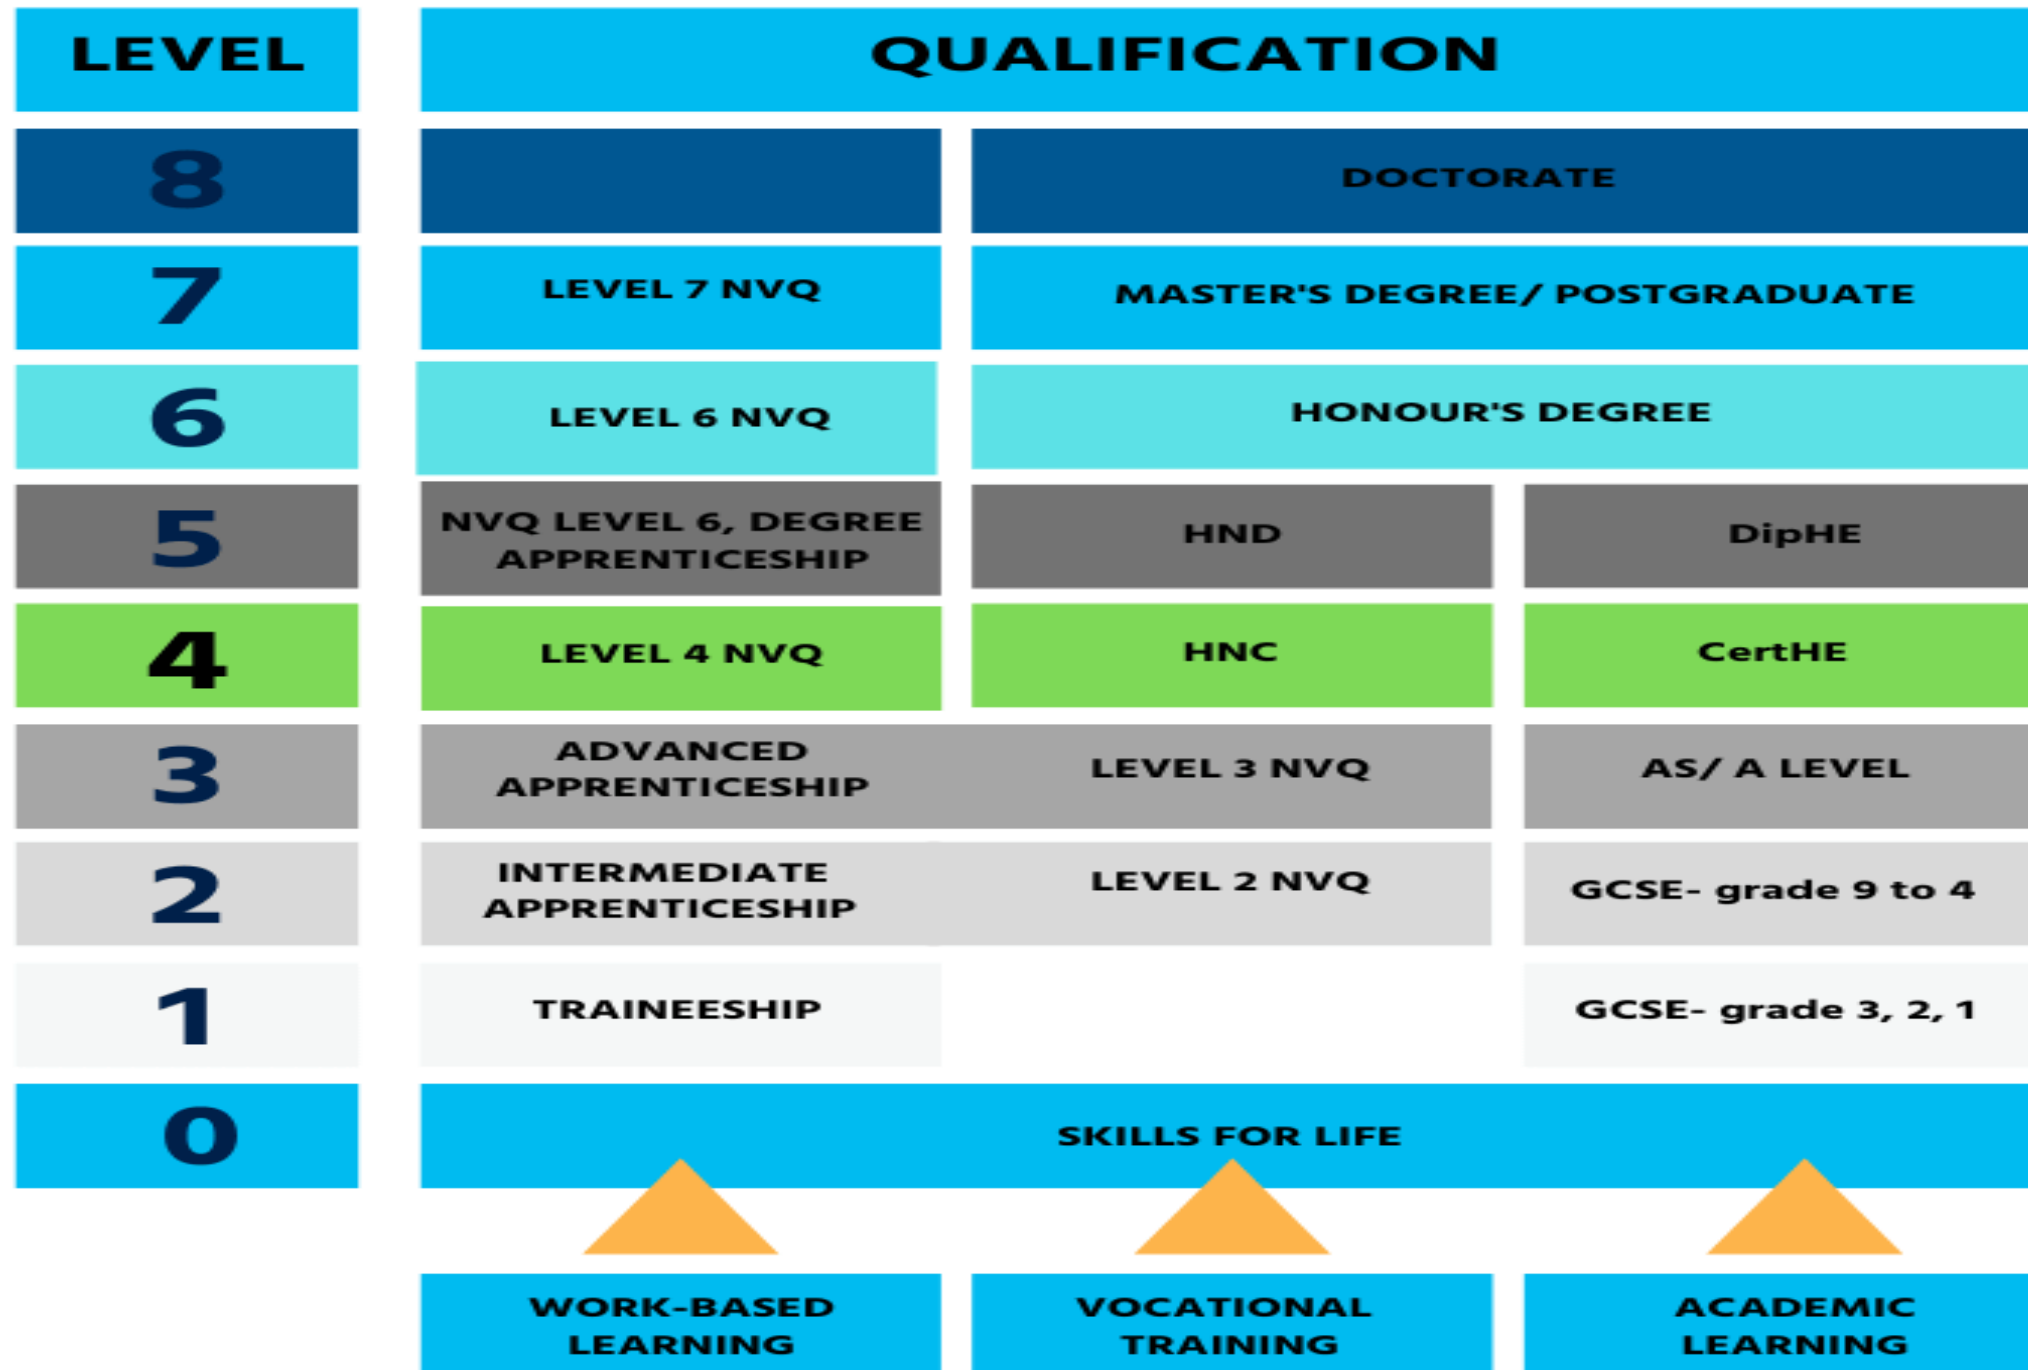 LEVEL QUALIFICATION
8 DOCTORATE
7 LEVEL 7 NVQ MASTER'S DEGREE/ POSTGRADUATE
6 LEVEL 6 NVQ HONOUR'S DEGREE
5 NVQ LEVEL 6, DEGREE APPRENTICESHIP HND DipHE
4 LEVEL 4 NVQ HNC CertHE
3 ADVANCED APPRENTICESHIP LEVEL 3 NVQ AS/ A LEVEL
2 INTERMEDIATE APPRENTICESHIP LEVEL 2 NVQ GCSE- grade 9 to 4
1 TRAINEESHIP GCSE- grade 3, 2, 1
0 SKILLS FOR LIFE
WORK-BASED LEARNING VOCATIONAL TRAINING ACADEMIC LEARNING